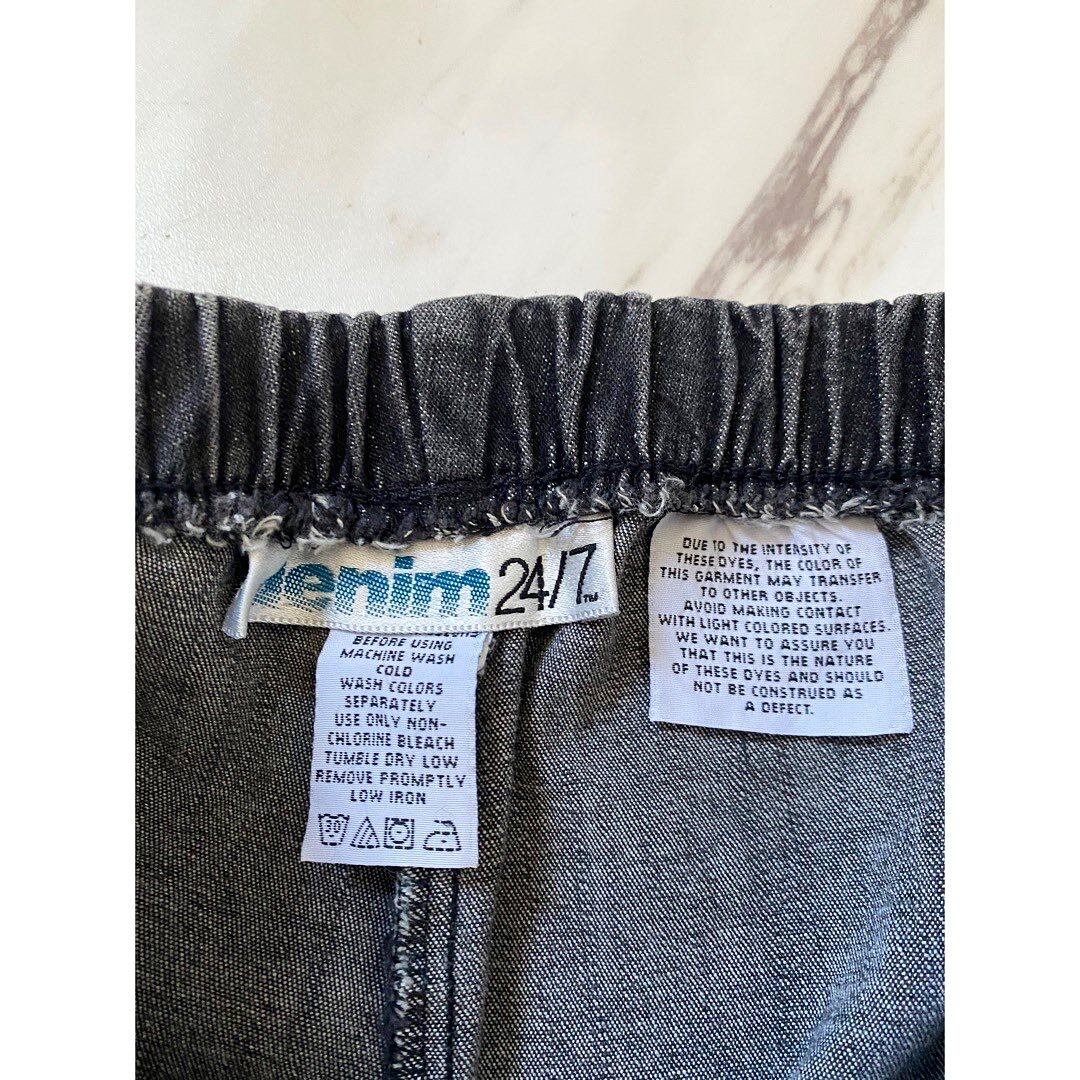 Denim 24/7 TM
BEFORE USING
MACHINE WASH
COLD
WASH COLORS
SEPARATELY
USE ONLY NON-
CHLORINE BLEACH
TUMBLE DRY LOW
REMOVE PROMPTLY
LOW IRON
30
DUE TO THE INTENSITY OF
THESE DYES, THE COLOR OF
THIS GARMENT MAY TRANSFER
TO OTHER OBJECTS.
AVOID MAKING CONTACT
WITH LIGHT COLORED SURFACES.
WE WANT TO ASSURE YOU
THAT THIS IS THE NATURE
OF THESE DYES AND SHOULD
NOT BE CONSTRUED AS
A DEFECT.